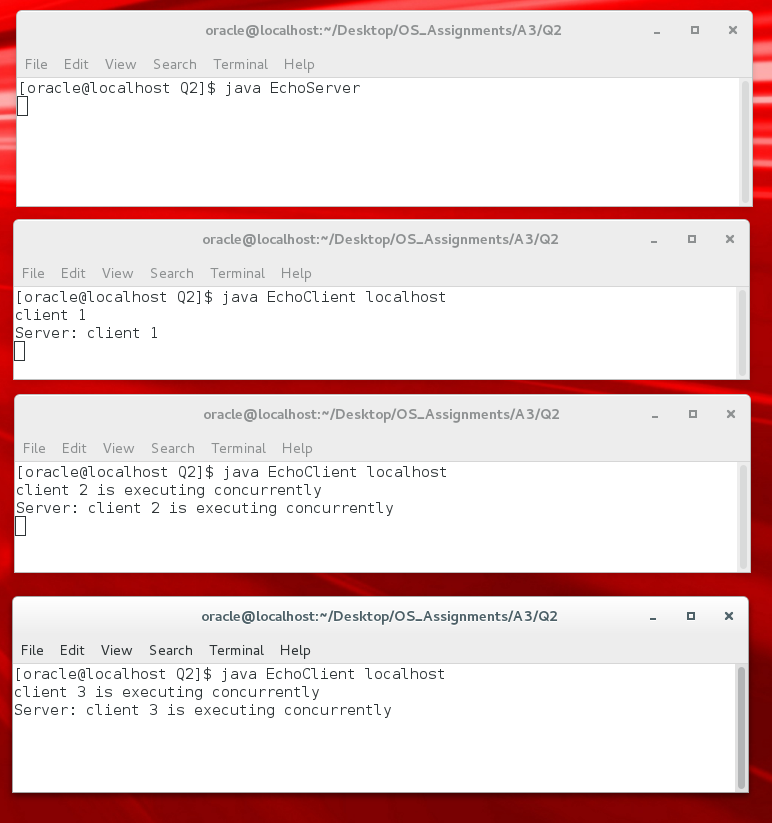 oracle@localhost:~/Desktop/OS_Assignments/A3/Q2
File Edit View Search Terminal Help
[oracle@localhost Q2]$ java EchoServer
oracle@localhost:~/Desktop/OS_Assignments/A3/Q2
File Edit View Search Terminal Help
[oracle@localhost Q2]$ java EchoClient localhost
client 1
Server: client 1
oracle@localhost:~/Desktop/OS_Assignments/A3/Q2
File Edit View Search Terminal Help
[oracle@localhost Q2]$ java EchoClient localhost
client 2 is executing concurrently
Server: client 2 is executing concurrently
oracle@localhost:~/Desktop/OS_Assignments/A3/Q2
File Edit View Search Terminal Help
[oracle@localhost Q2]$ java EchoClient localhost
client 3 is executing concurrently
Server: client 3 is executing concurrently